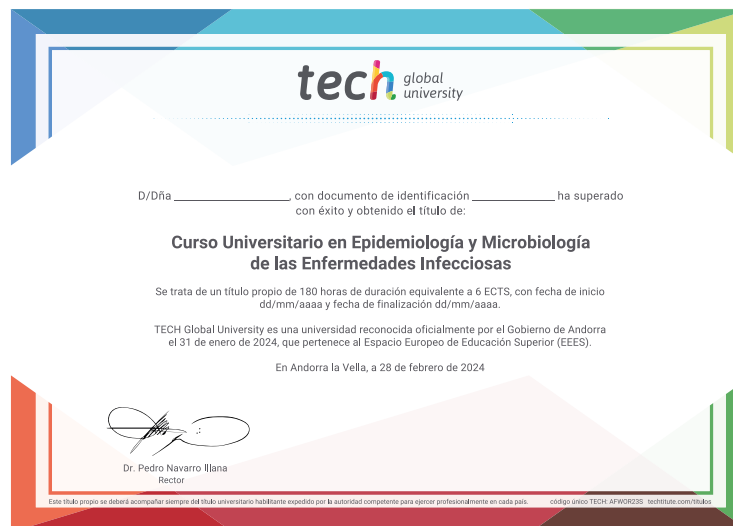 tech global university
D/Dña ____________________, con documento de identificación ______________ ha superado
con éxito y obtenido el título de:
Curso Universitario en Epidemiología y Microbiología
de las Enfermedades Infecciosas
Se trata de un título propio de 180 horas de duración equivalente a 6 ECTS, con fecha de inicio
dd/mm/aaaa y fecha de finalización dd/mm/aaaa.
TECH Global University es una universidad reconocida oficialmente por el Gobierno de Andorra
el 31 de enero de 2024, que pertenece al Espacio Europeo de Educación Superior (EEES).
En Andorra la Vella, a 28 de febrero de 2024
Dr. Pedro Navarro Illana
Rector
Este título propio se deberá acompañar siempre del título universitario habilitante expedido por la autoridad competente para ejercer profesionalmente en cada país. código único TECH: AFWOR23S techtitute.com/titulos